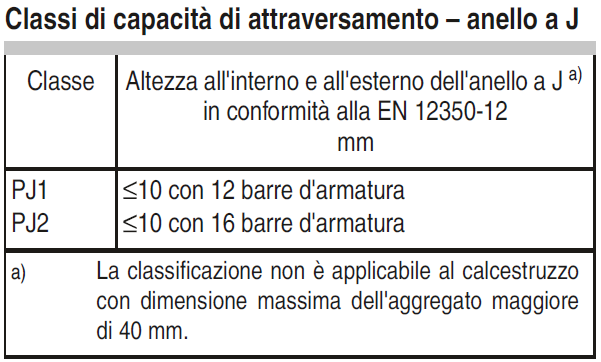 Classi di capacità di attraversamento – anello a J
Classe
Altezza all'interno e all'esterno dell'anello a J a)
in conformità alla EN 12350-12
mm
PJ1 ≤10 con 12 barre d'armatura
PJ2 ≤10 con 16 barre d'armatura
a) La classificazione non è applicabile al calcestruzzo
con dimensione massima dell'aggregato maggiore
di 40 mm.